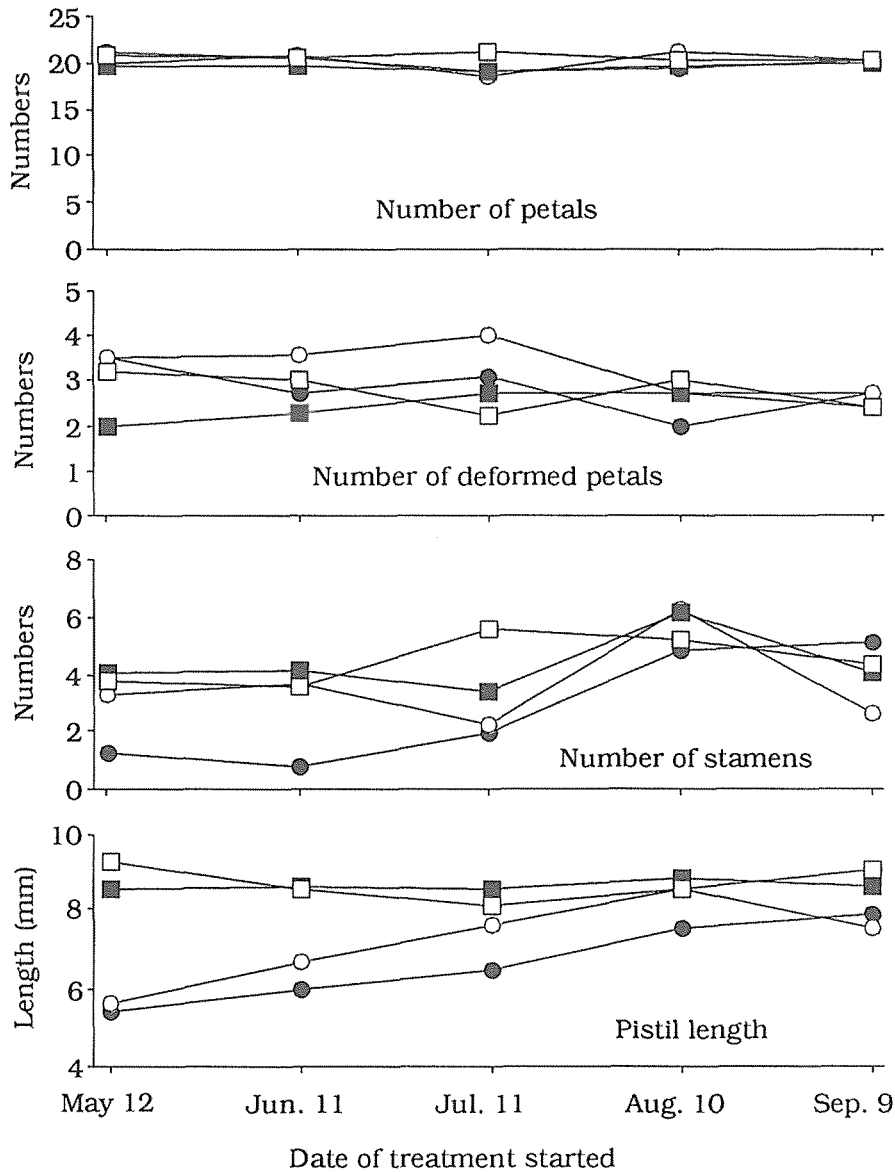 25
20
15
10
5
0
Numbers
Number of petals
5
4
3
2
1
0
Numbers
Number of deformed petals
8
6
4
2
0
Numbers
Number of stamens
10
8
6
4
Length (mm)
Pistil length
May 12 Jun. 11 Jul. 11 Aug. 10 Sep. 9
Date of treatment started